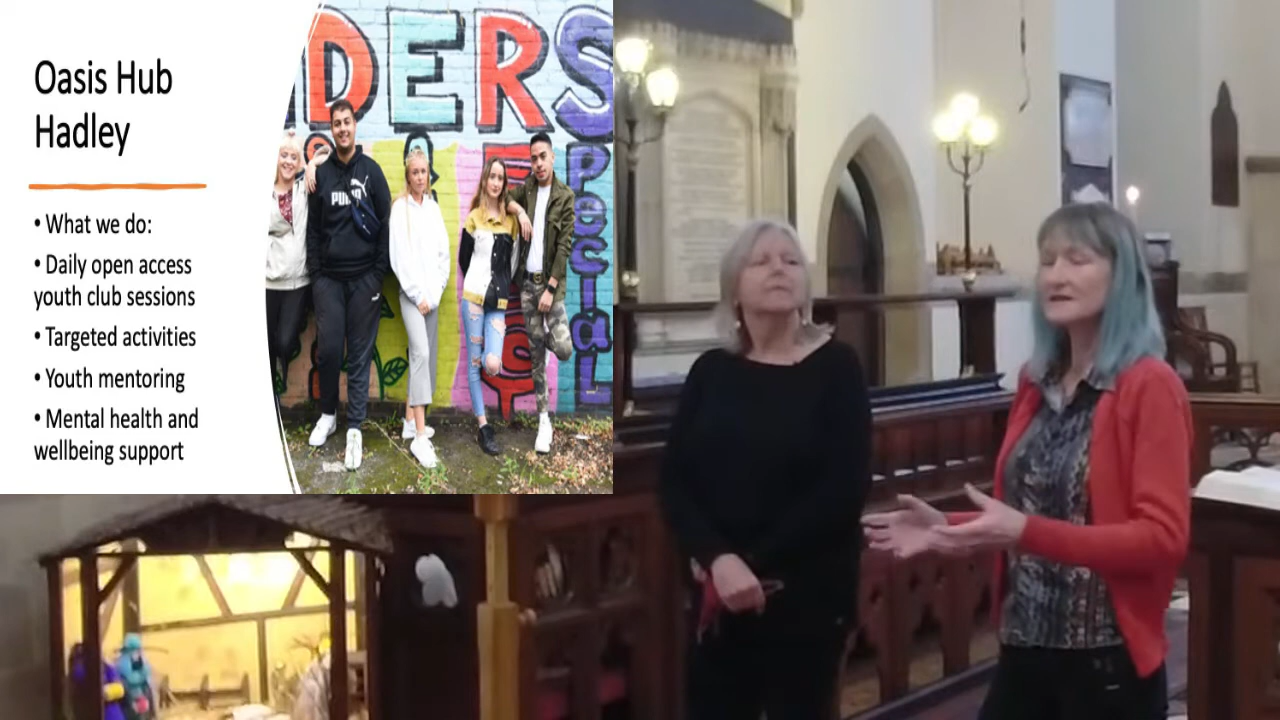 Oasis Hub
Hadley
• What we do:
• Daily open access
youth club sessions
• Targeted activities
• Youth mentoring
• Mental health and
wellbeing support
DERS
PUMA
Special